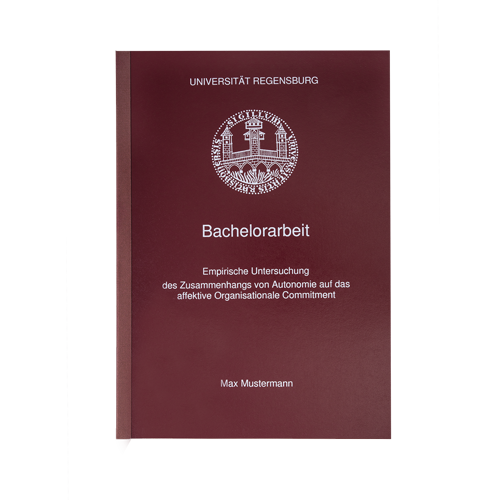 UNIVERSITÄT REGENSBURG
Bachelorarbeit
Empirische Untersuchung
des Zusammenhangs von Autonomie auf das
affektive Organisationale Commitment
Max Mustermann